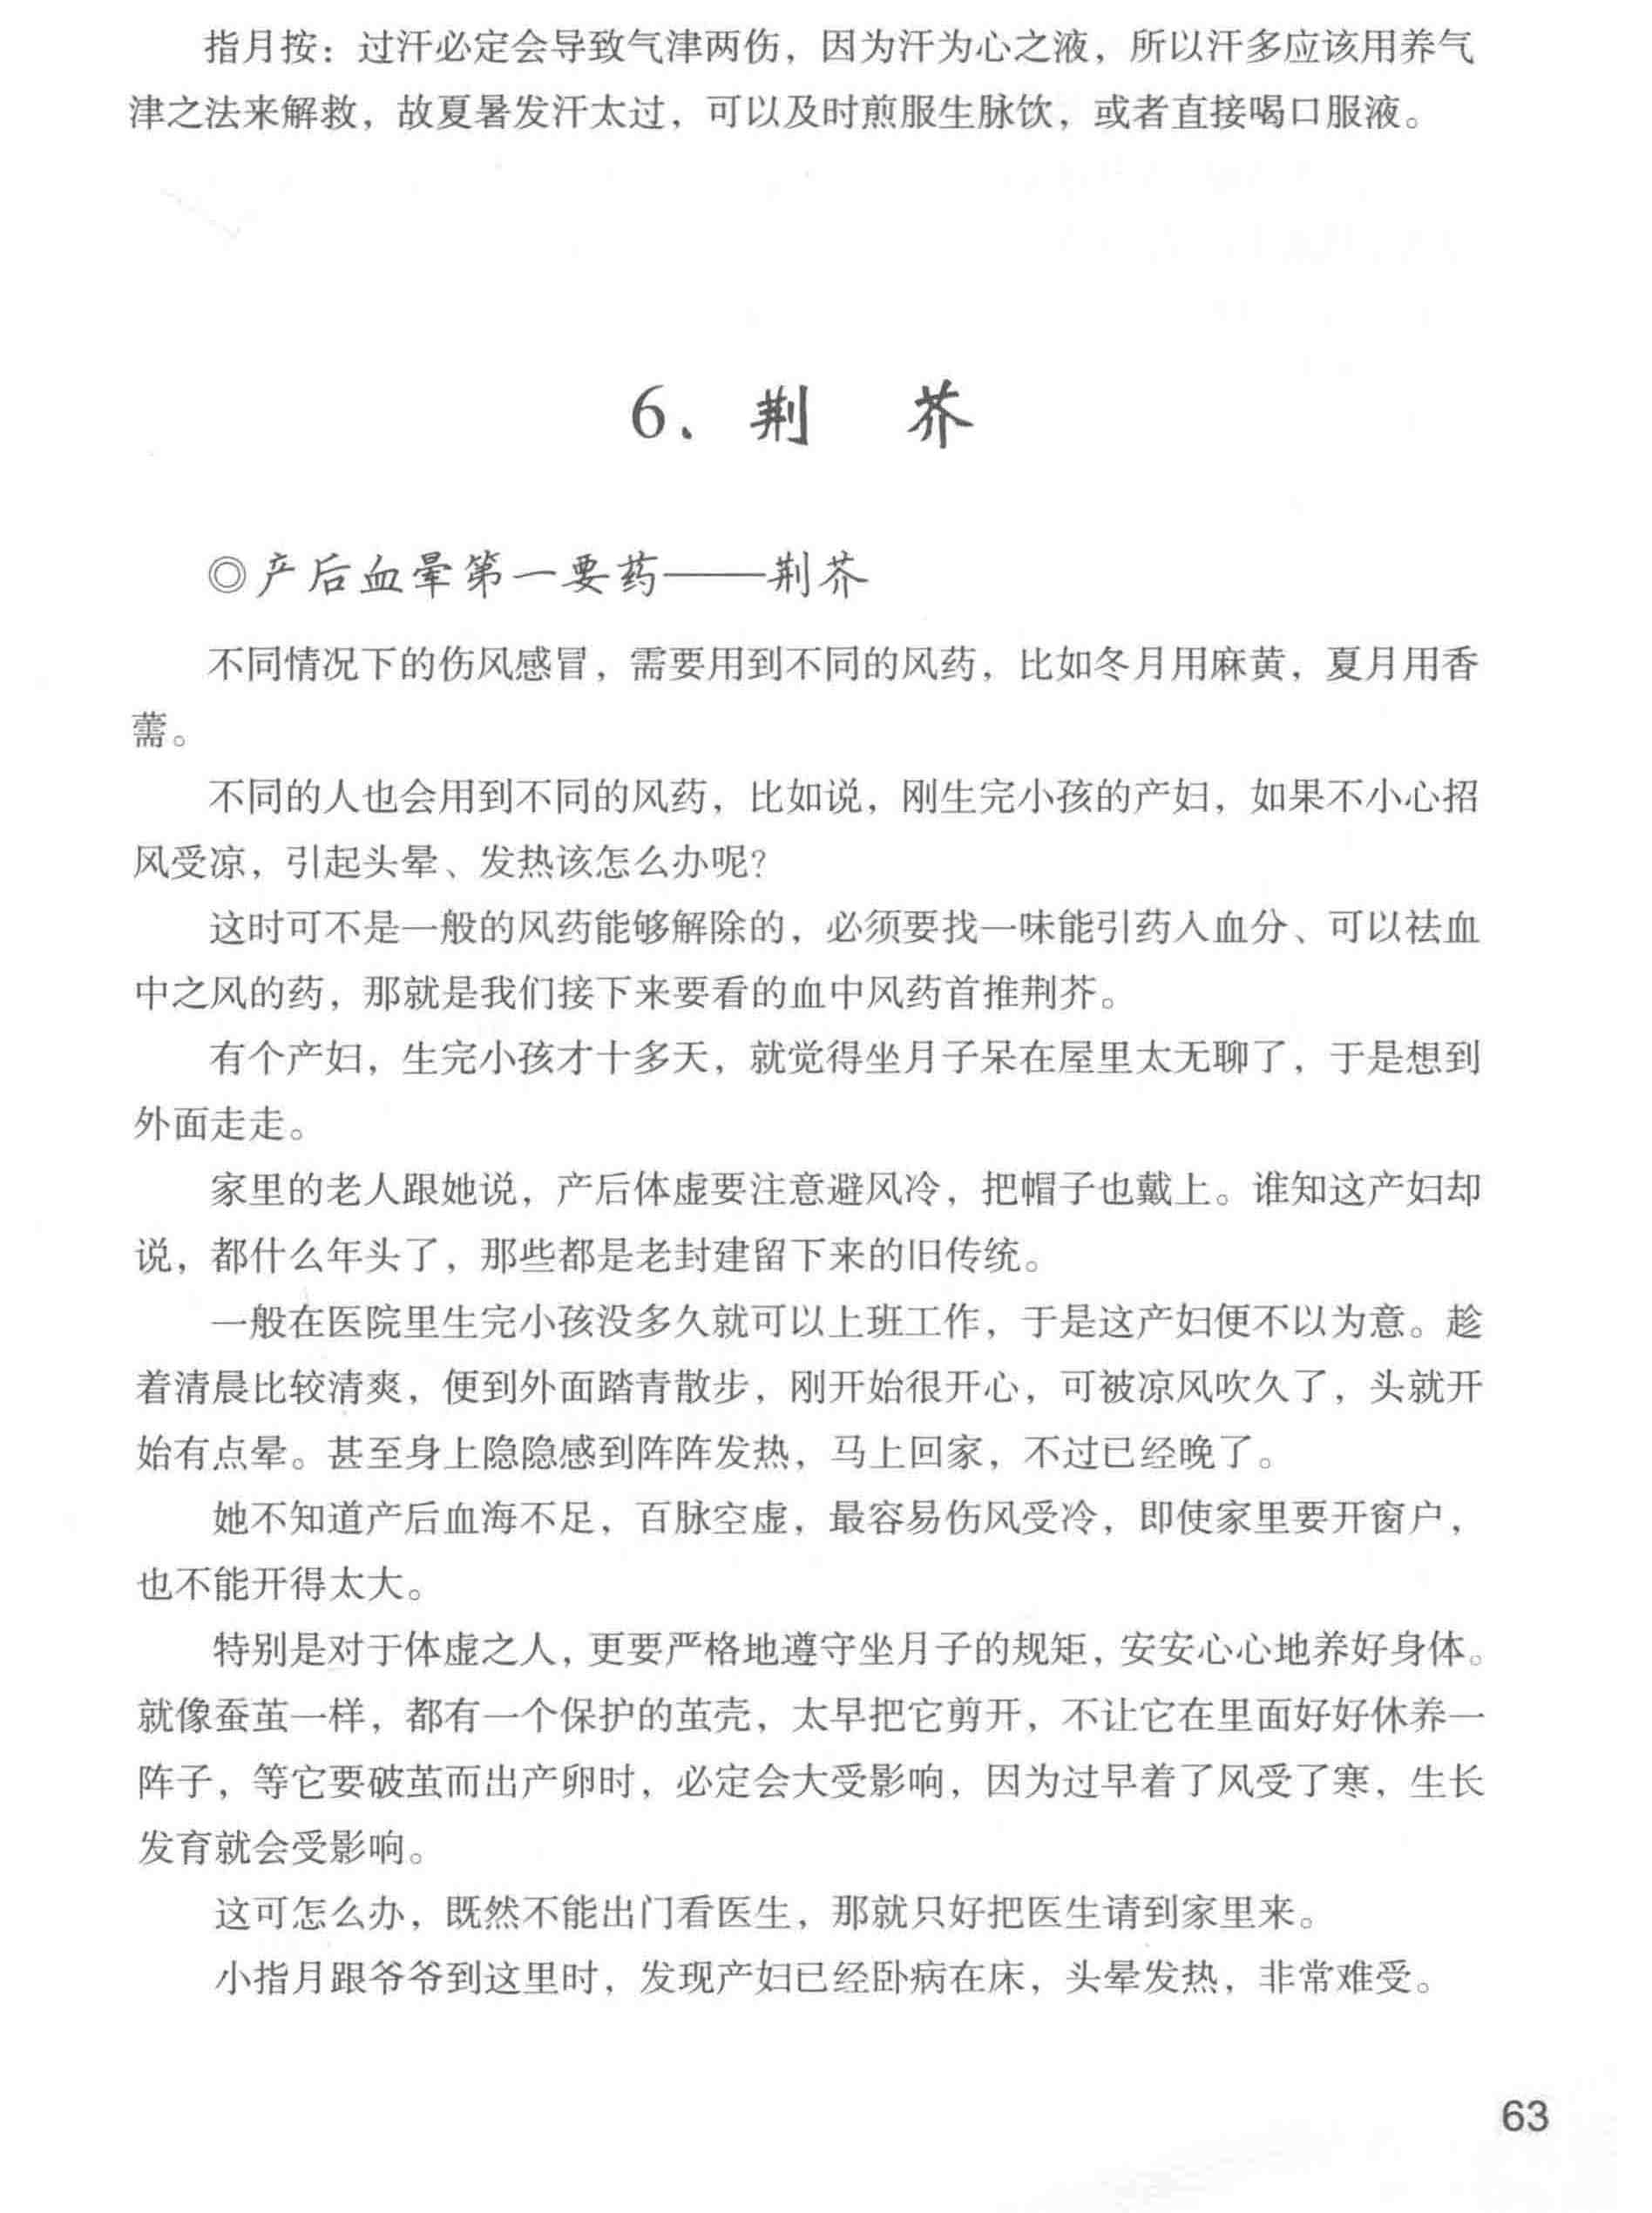 指月按：过汗必定会导致气津两伤，因为汗为心之液，所以汗多应该用养气
津之法来解救，故夏暑发汗太过，可以及时煎服生脉饮，或者直接喝口服液。
6、荆　芥
◎产后血晕第一要药——荆芥
不同情况下的伤风感冒，需要用到不同的风药，比如冬月用麻黄，夏月用香
薷。
不同的人也会用到不同的风药，比如说，刚生完小孩的产妇，如果不小心招
风受凉，引起头晕、发热该怎么办呢？
这时可不是一般的风药能够解除的，必须要找一味能引药入血分、可以祛血
中之风的药，那就是我们接下来要看的血中风药首推荆芥。
有个产妇，生完小孩才十多天，就觉得坐月子呆在屋里太无聊了，于是想到
外面走走。
家里的老人跟她说，产后体虚要注意避风冷，把帽子也戴上。谁知这产妇却
说，都什么年头了，那些都是老封建留下来的旧传统。
一般在医院里生完小孩没多久就可以上班工作，于是这产妇便不以为意。趁
着清晨比较清爽，便到外面踏青散步，刚开始很开心，可被凉风吹久了，头就开
始有点晕。甚至身上隐隐感到阵阵发热，马上回家，不过已经晚了。
她不知道产后血海不足，百脉空虚，最容易伤风受冷，即使家里要开窗户，
也不能开得太大。
特别是对于体虚之人，更要严格地遵守坐月子的规矩，安安心心地养好身体。
就像蚕茧一样，都有一个保护的茧壳，太早把它剪开，不让它在里面好好休养一
阵子，等它要破茧而出产卵时，必定会大受影响，因为过早着了风受了寒，生长
发育就会受影响。
这可怎么办，既然不能出门看医生，那就只好把医生请到家里来。
小指月跟爷爷到这里时，发现产妇已经卧病在床，头晕发热，非常难受。
63